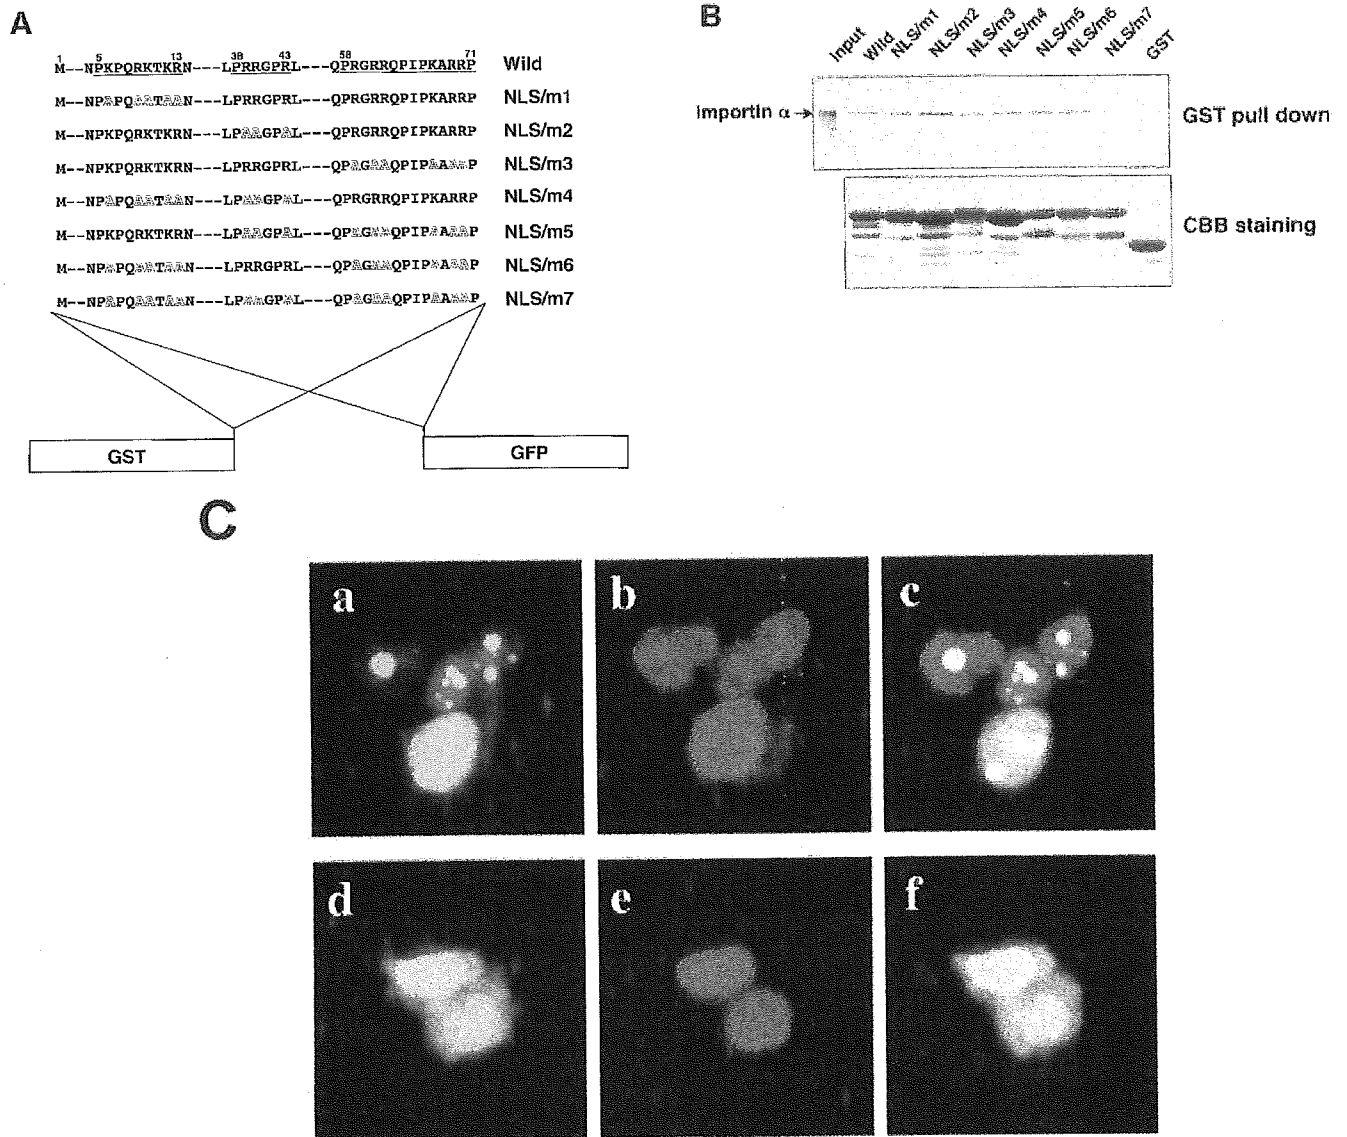 A
1 5 13 38 43 58 71
M--NPKPQRKTKRN---LPRRGPRL---QPRGRRQPIPKARRP Wild
M--NPAPQAATAAN---LPRRGPRL---QPRGRRQPIPKARRP NLS/m1
M--NPKPQRKTKRN---LPAAGPAL---QPRGRRQPIPKARRP NLS/m2
M--NPKPQRKTKRN---LPRRGPRL---QPAGAAQPIPAAAAP NLS/m3
M--NPAPQAATAAN---LPAAGPAL---QPRGRRQPIPKARRP NLS/m4
M--NPKPQRKTKRN---LPAAGPAL---QPAGAAQPIPAAAAP NLS/m5
M--NPAPQAATAAN---LPRRGPRL---QPAGAAQPIPAAAAP NLS/m6
M--NPAPQAATAAN---LPAAGPAL---QPAGAAQPIPAAAAP NLS/m7
GST
GFP
B
Input Wild NLS/m1 NLS/m2 NLS/m3 NLS/m4 NLS/m5 NLS/m6 NLS/m7 GST
Importin α
GST pull down
CBB staining
C
a
b
c
d
e
f